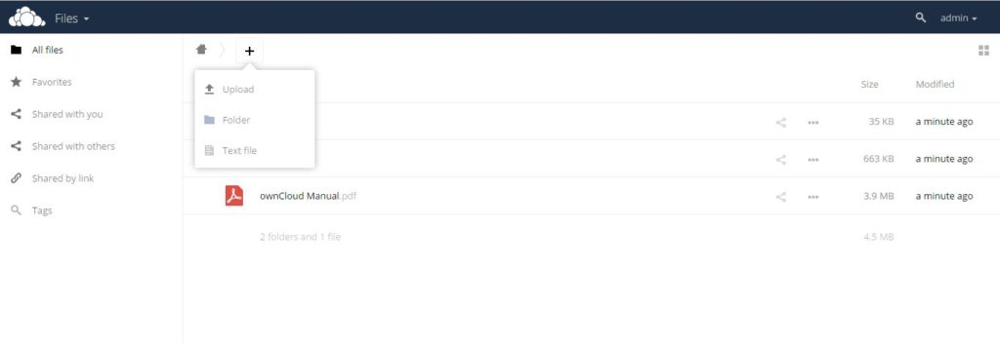 Files
admin
All files
Favorites
Shared with you
Shared with others
Shared by link
Tags
+
Upload
Folder
Text file
Size Modified
35 KB a minute ago
663 KB a minute ago
ownCloud Manual.pdf 3.9 MB a minute ago
2 folders and 1 file 4.5 MB